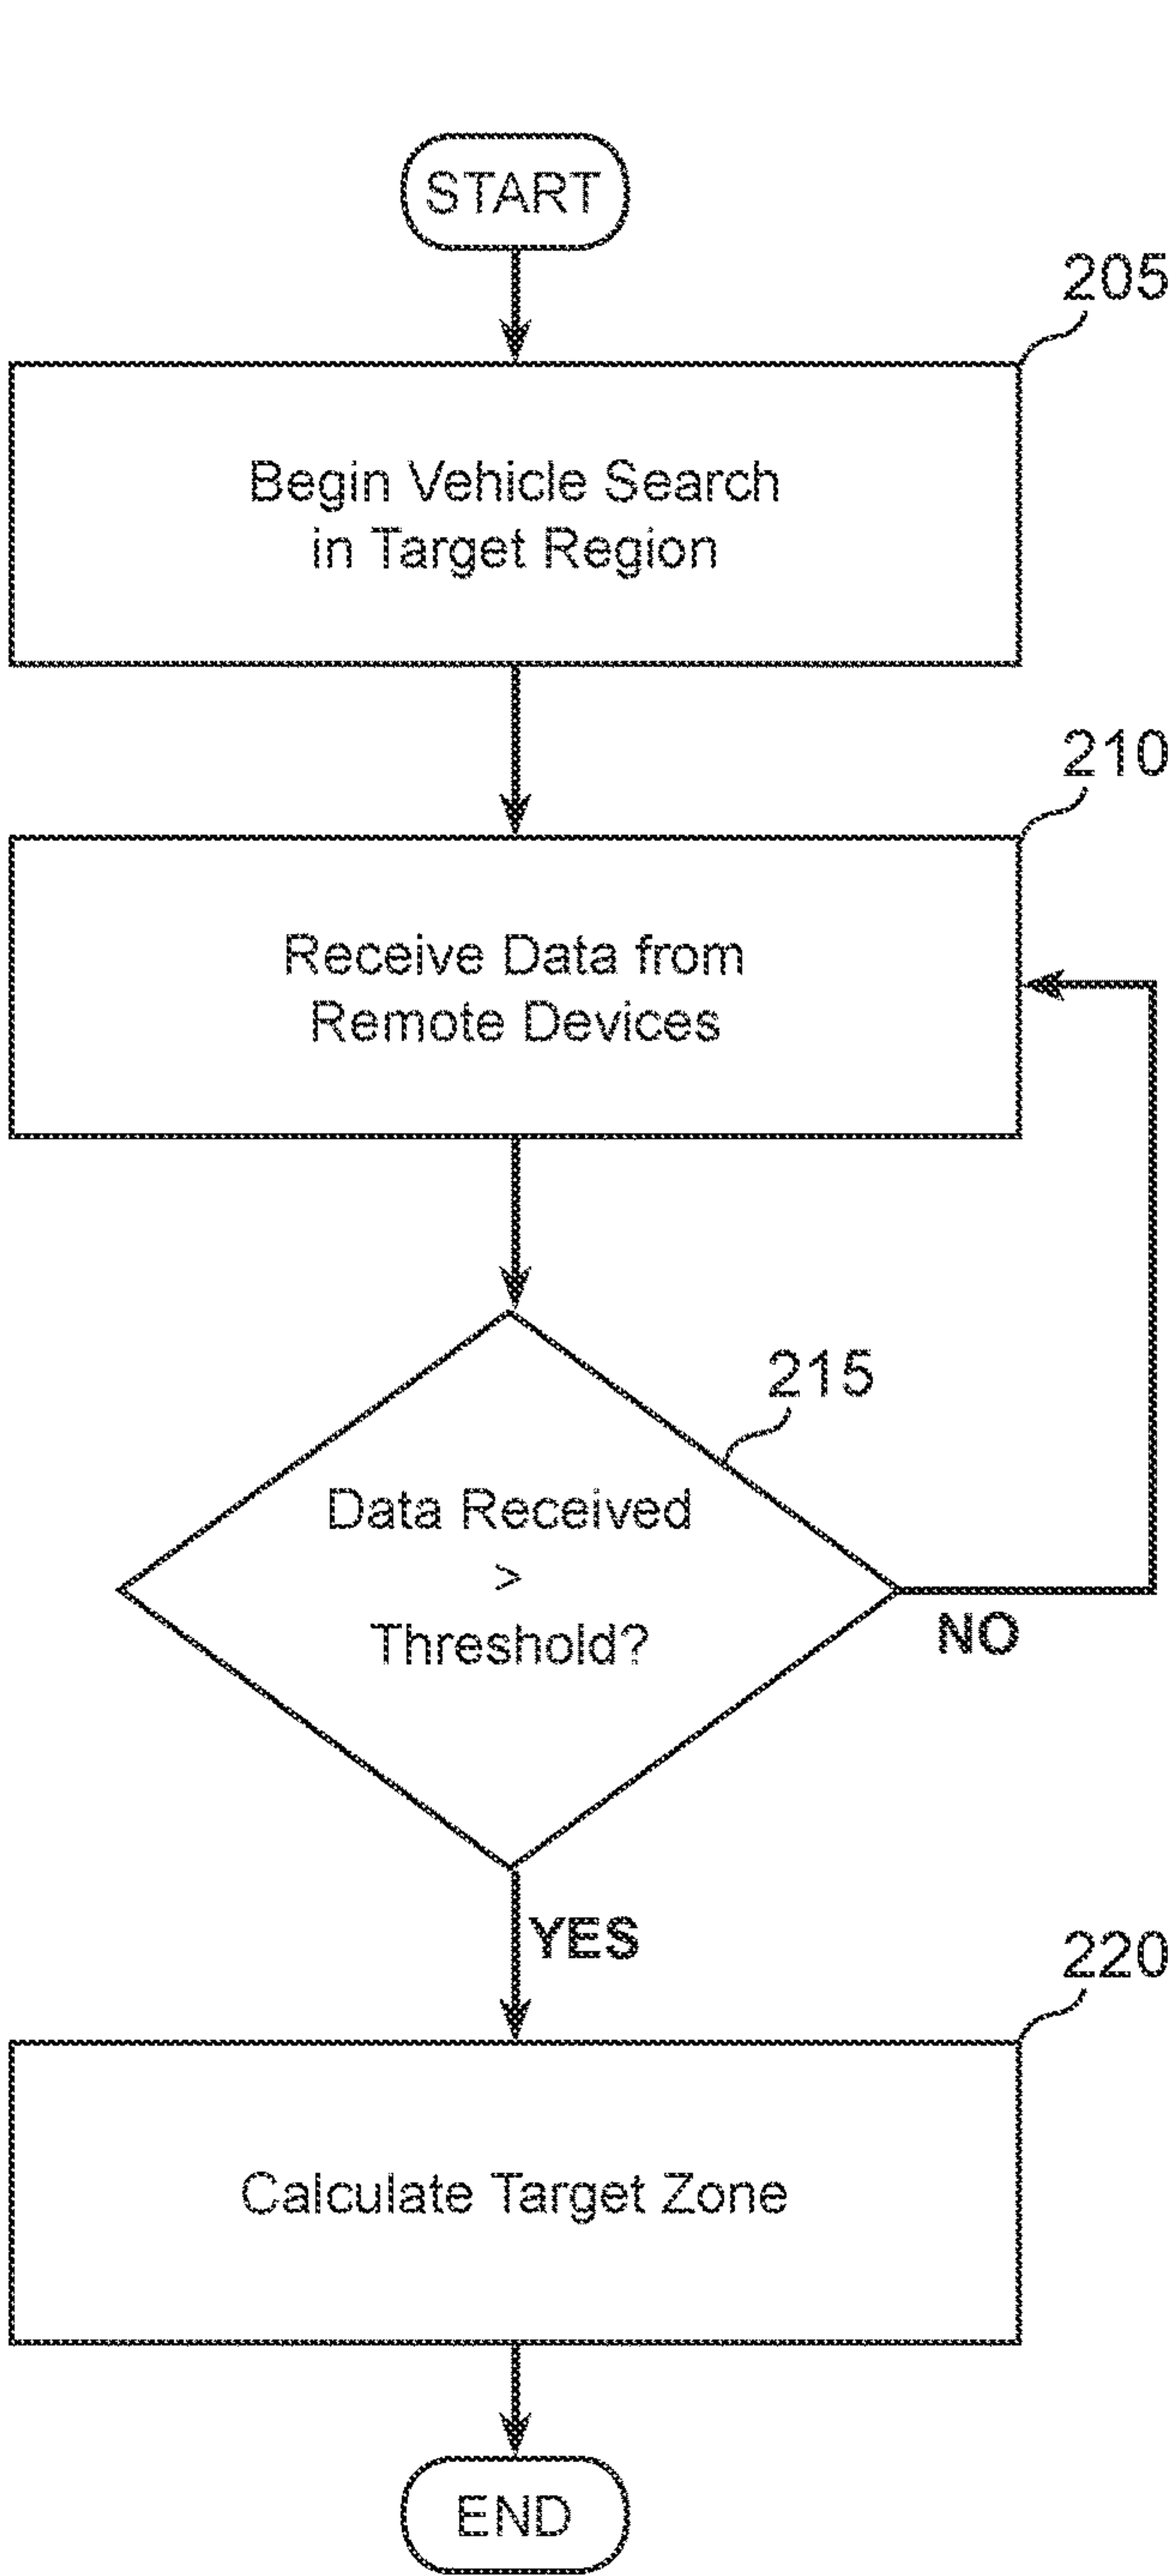 START
205
Begin Vehicle Search
in Target Region
210
Receive Data from
Remote Devices
215
Data Received
>
Threshold?
NO
YES
220
Calculate Target Zone
END